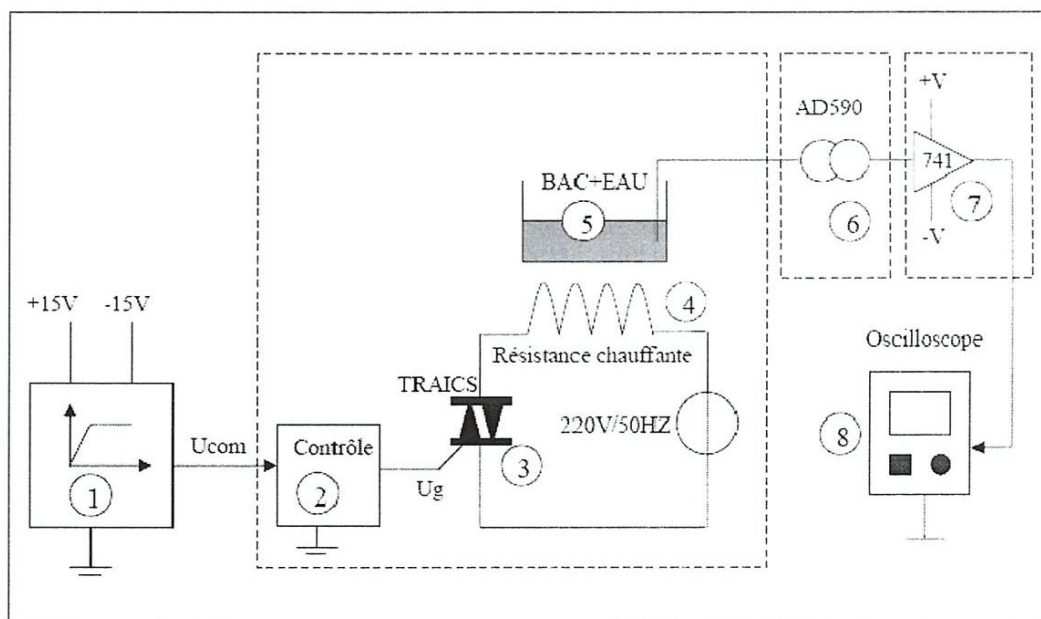 AD590
+V
741
7
-V
6
BAC+EAU
5
+15V
-15V
4
Résistance chauffante
Oscilloscope
TRAICS
220V/50HZ
8
Ucom
Contrôle
3
1
2
Ug